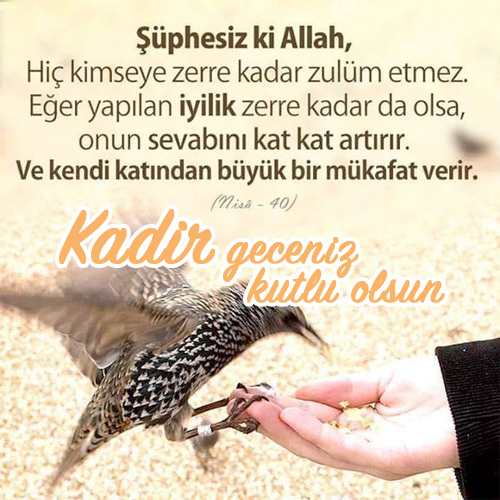 Şüphesiz ki Allah,
Hiç kimseye zerre kadar zulüm etmez.
Eğer yapılan iyilik zerre kadar da olsa,
onun sevabını kat kat artırır.
Ve kendi katından büyük bir mükafat verir.
(Nisâ - 40)
Kadir geceniz
kutlu olsun